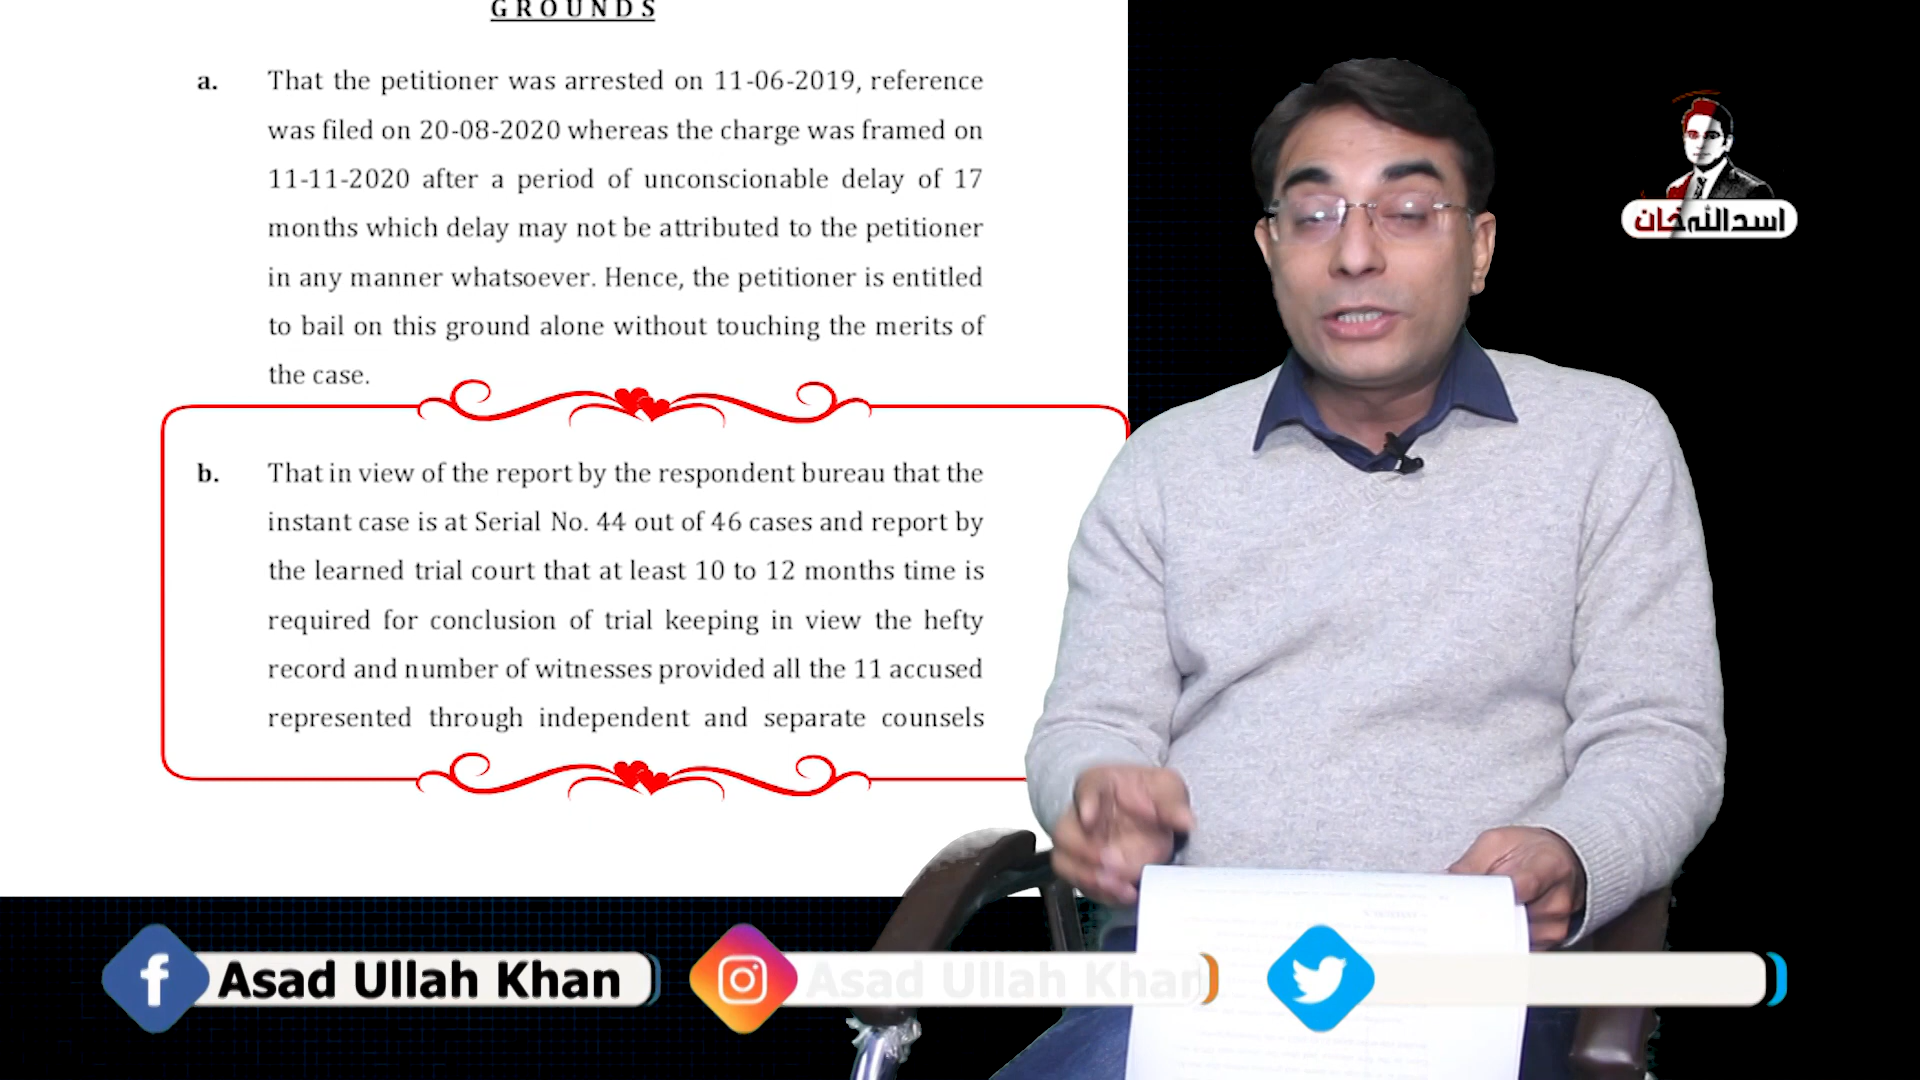 GROUNDS
a. That the petitioner was arrested on 11-06-2019, reference
was filed on 20-08-2020 whereas the charge was framed on
11-11-2020 after a period of unconscionable delay of 17
months which delay may not be attributed to the petitioner
in any manner whatsoever. Hence, the petitioner is entitled
to bail on this ground alone without touching the merits of
the case.
b. That in view of the report by the respondent bureau that the
instant case is at Serial No. 44 out of 46 cases and report by
the learned trial court that at least 10 to 12 months time is
required for conclusion of trial keeping in view the hefty
record and number of witnesses provided all the 11 accused
represented through independent and separate counsels
اسد اللہ خان
Asad Ullah Khan
Asad Ullah Khan